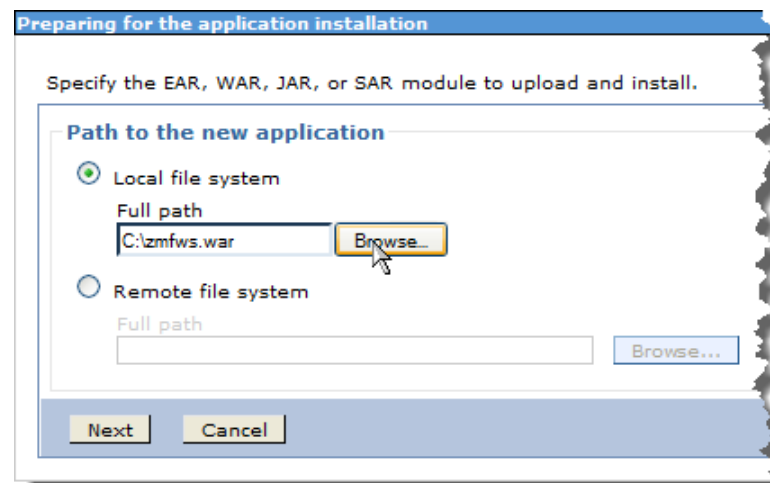 Preparing for the application installation
Specify the EAR, WAR, JAR, or SAR module to upload and install.
Path to the new application
Local file system
Full path
C:\zmfws.war
Browse...
Remote file system
Full path
Browse...
Next
Cancel